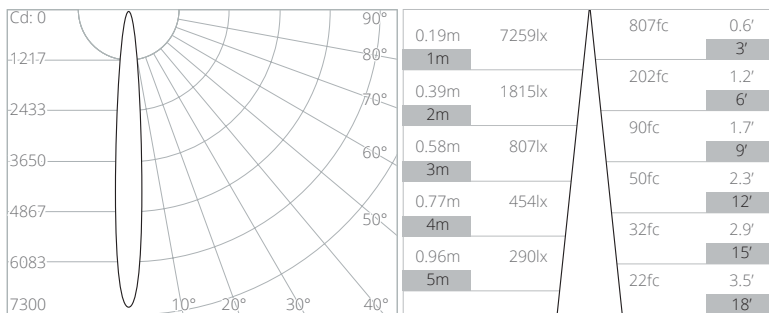 Cd: 0
1217
2433
3650
4867
6083
7300
90°
80°
70°
60°
50°
40°
30°
20°
10°
0.19m 7259lx
1m
0.39m 1815lx
2m
0.58m 807lx
3m
0.77m 454lx
4m
0.96m 290lx
5m
807fc 0.6'
3'
202fc 1.2'
6'
90fc 1.7'
9'
50fc 2.3'
12'
32fc 2.9'
15'
22fc 3.5'
18'